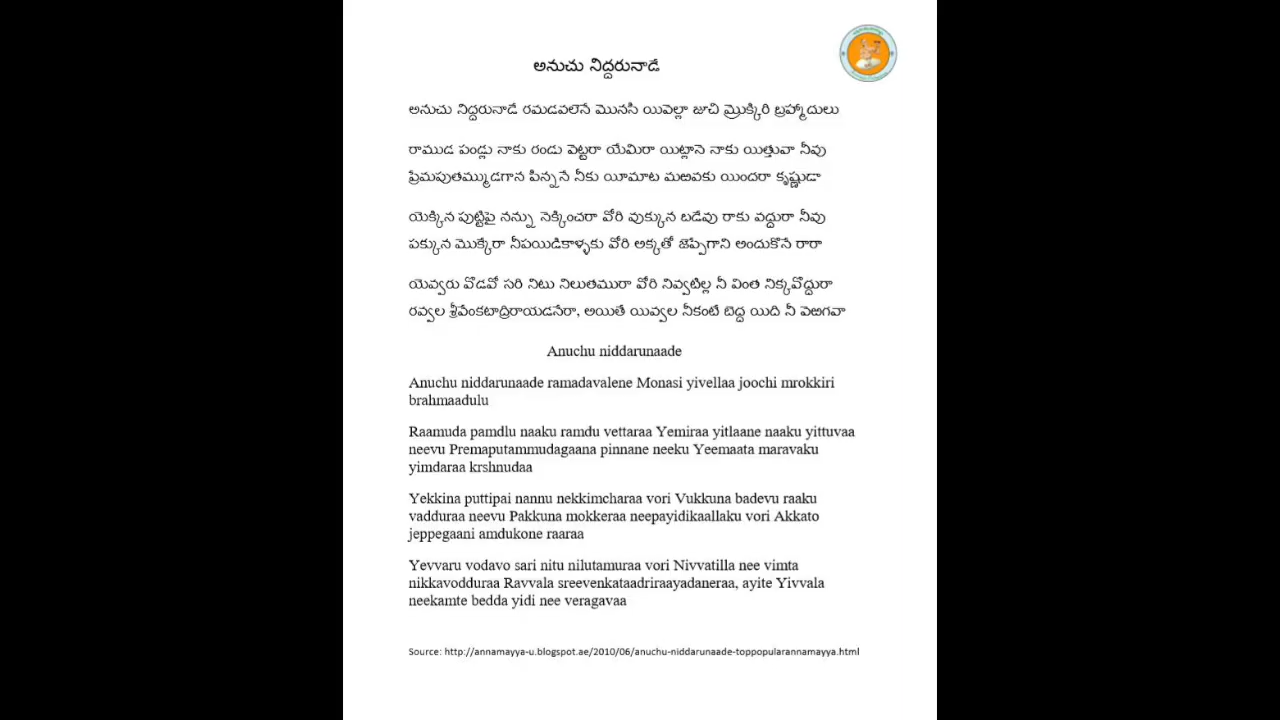 అనుచు నిద్దరునాడే
అనుచు నిద్దరునాడే రమడవలెనే మొనసి యివెల్లా జూచి మ్రొక్కిరి బ్రహ్మాదులు
రాముడ పండ్లు నాకు రండు వెట్టరా యేమిరా యిట్లానె నాకు యిత్తువా నీవు
ప్రేమపుతమ్ముడగాన పిన్ననే నీకు యీమాట మఱవకు యిందరా కృష్ణుడా
యెక్కిన పుట్టిపై నన్ను నెక్కించరా వోరి వుక్కున బడేవు రాకు వద్దురా నీవు
పక్కున మొక్కేరా నీపయిడికాళ్ళకు వోరి అక్కతో జెప్పేగాని అందుకొనే రారా
యెవ్వరు వొడవో సరి నిటు నిలుతమురా వోరి నివ్వటిల్ల నీ వింత నిక్కవొద్దురా
రవ్వల శ్రీవేంకటాద్రిరాయడనేరా, అయితే యివ్వల నీకంటే బెద్ద యిది నీ వెఱగవా
Anuchu niddarunaade
Anuchu niddarunaade ramadavalene Monasi yivellaa joochi mrokkiri
brahmaadulu
Raamuda pamdlu naaku ramdu vettaraa Yemiraa yitlaane naaku yittuvaa
neevu Premaputammudagaana pinnane neeku Yeemaata maravaku
yimdaraa krshnudaa
Yekkina puttipai nannu nekkimcharaa vori Vukkuna badevu raaku
vadduraa neevu Pakkuna mokkeraa neepayidikaallaku vori Akkato
jeppegaani amdukone raaraa
Yevvaru vodavo sari nitu nilutamuraa vori Nivvatilla nee vimta
nikkavodduraa Ravvala sreevenkataadriraayadaneraa, ayite Yivvala
neekamte bedda yidi nee veragavaa
Source: http://annamayya-u.blogspot.ae/2010/06/anuchu-niddarunaade-toppopularannamayya.html